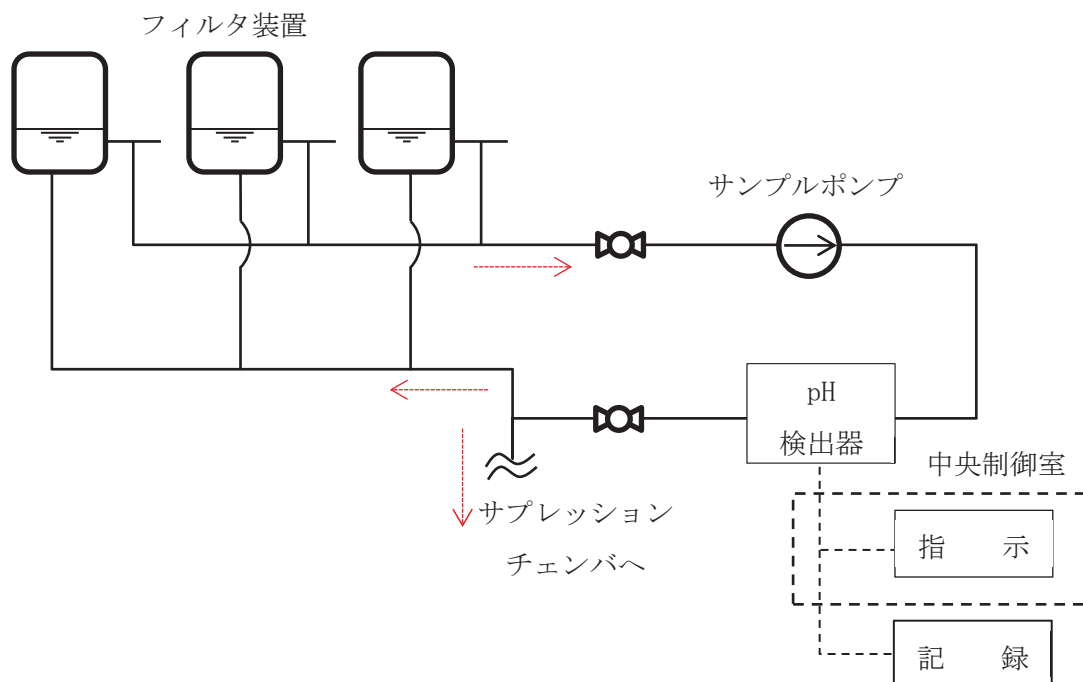 フィルタ装置
サンプルポンプ
pH
検出器
中央制御室
サプレッション
チェンバへ
指　　示
記　　録